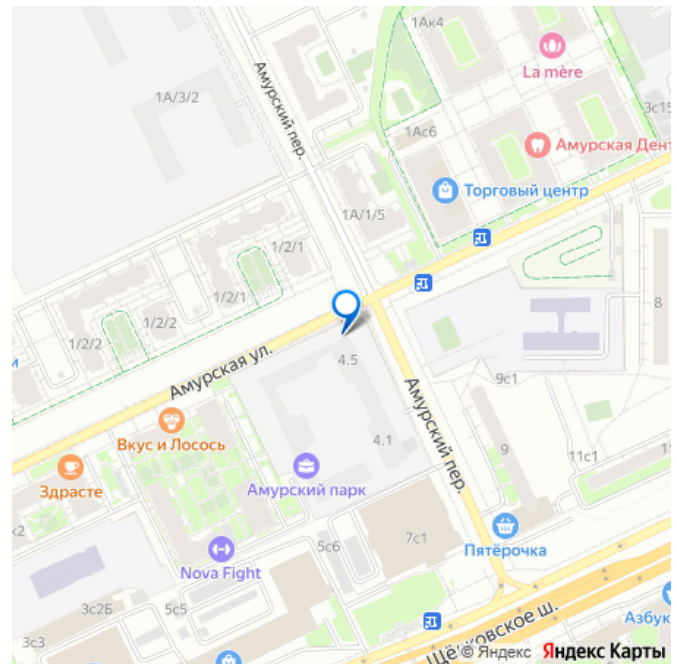 1Ак4
La mère
1А/3/2
Амурский пер.
3с15
1Ас6
Амурская Дент
Торговый центр
1А/1/5
1/2/1
1/2/1
1/2/2
1/2/2
и
8
4.5
Амурская ул.
9с1
Амурский пер.
Вкус и Лосось
4.1
9
11с1
11
Здрасте
Амурский парк
к2
5с6
7с1
Пятёрочка
Nova Fight
3с2Б
5с5
3с3
Щёлковское ш.
Азбук
© Яндекс Яндекс Карты